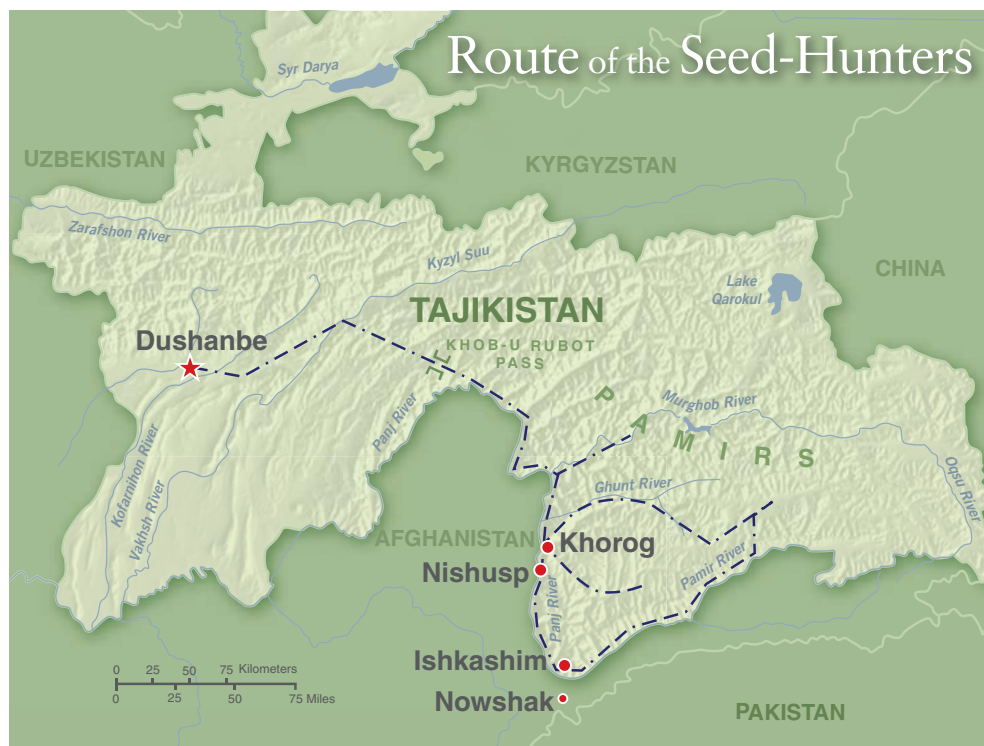 Route of the Seed-Hunters
Syr Darya
UZBEKISTAN
KYRGYZSTAN
Zarafshon River
Kyzyl Suu
CHINA
Lake
Qarokul
TAJIKISTAN
Dushanbe
KHOB-U RUBOT
PASS
PAMIRS
Murghob River
Panj River
Kofarnihon River
Vakhsh River
Oqsu River
Ghunt River
AFGHANISTAN
Khorog
Nishusp
Pamir River
Panj River
Ishkashim
Nowshak
0 25 50 75 Kilometers
0 25 50 75 Miles
PAKISTAN